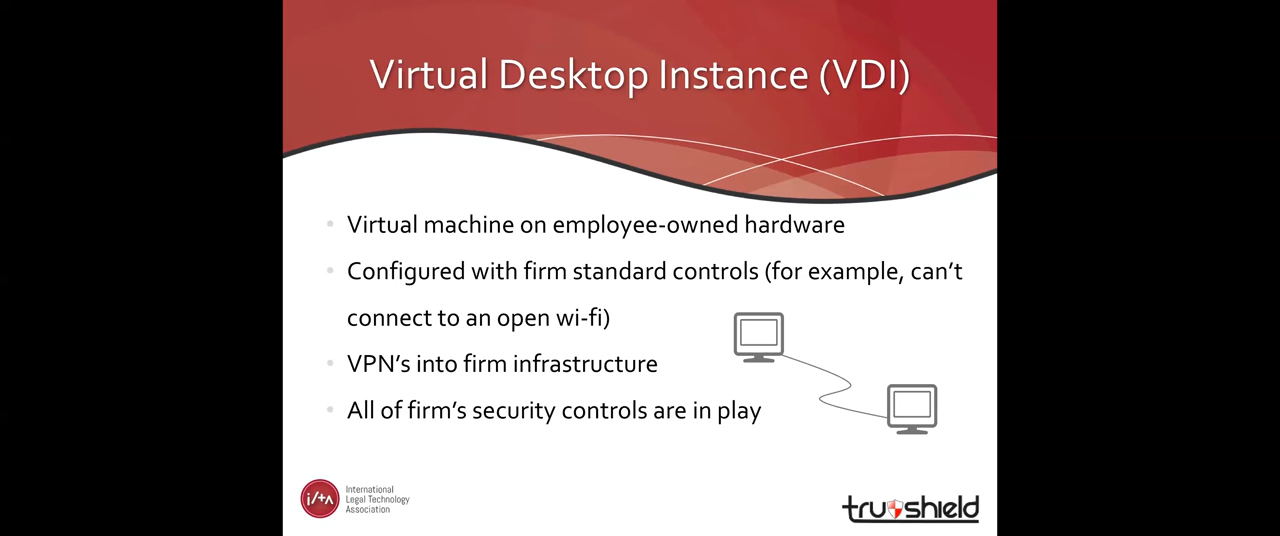 Virtual Desktop Instance (VDI)
• Virtual machine on employee-owned hardware
• Configured with firm standard controls (for example, can't
connect to an open wi-fi)
• VPN's into firm infrastructure
• All of firm's security controls are in play
i/+A International
Legal Technology
Association
trushield